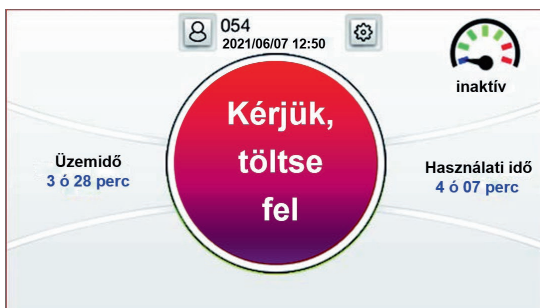 054
2021/06/07 12:50
inaktív
Kérjük,
töltse
fel
Üzemidő
3 ó 28 perc
Használati idő
4 ó 07 perc